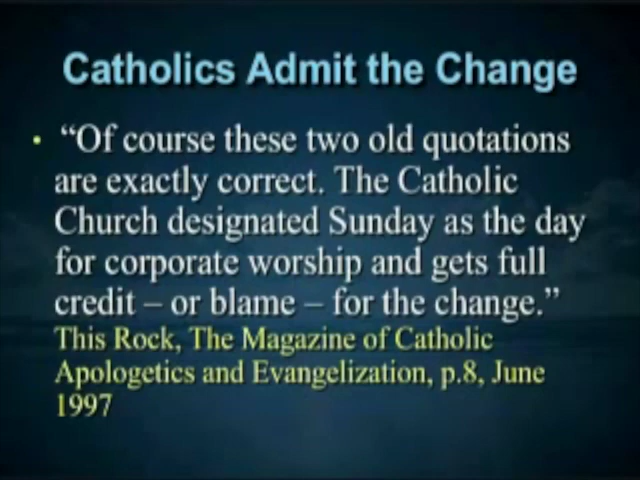 Catholics Admit the Change
• “Of course these two old quotations
are exactly correct. The Catholic
Church designated Sunday as the day
for corporate worship and gets full
credit – or blame – for the change.”
This Rock, The Magazine of Catholic
Apologetics and Evangelization, p.8, June
1997